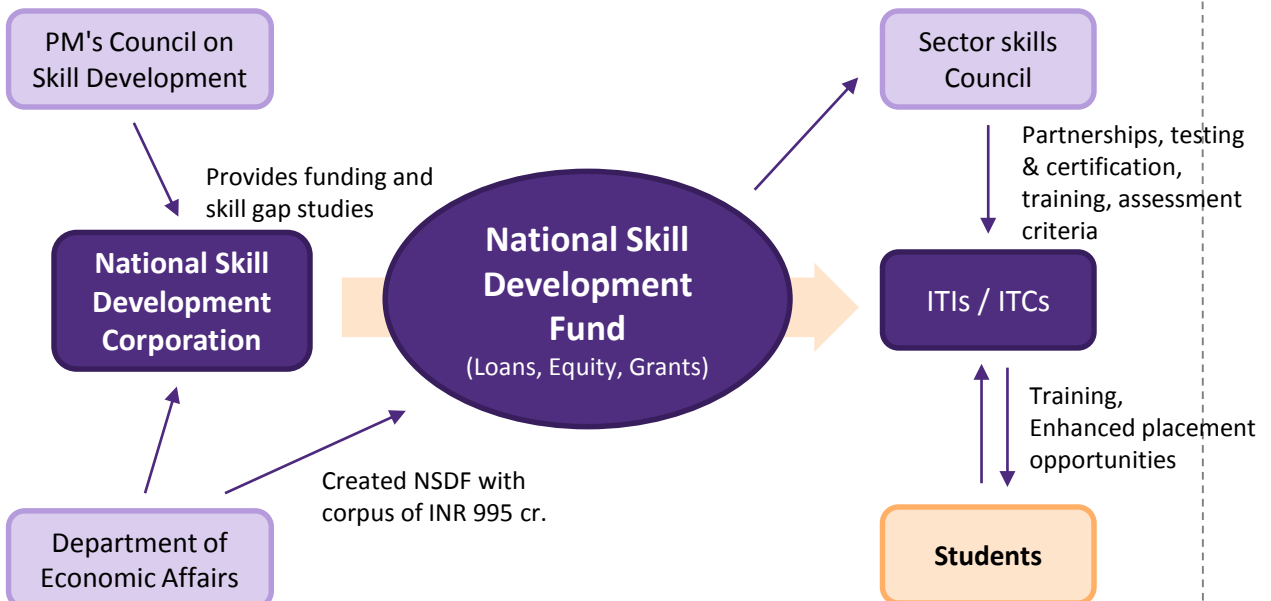 PM's Council on
Skill Development
Sector skills
Council
Provides funding and
skill gap studies
Partnerships, testing
& certification,
training, assessment
criteria
National Skill
Development
Corporation
National Skill
Development
Fund
(Loans, Equity, Grants)
ITIs / ITCs
Training,
Enhanced placement
opportunities
Created NSDF with
corpus of INR 995 cr.
Department of
Economic Affairs
Students